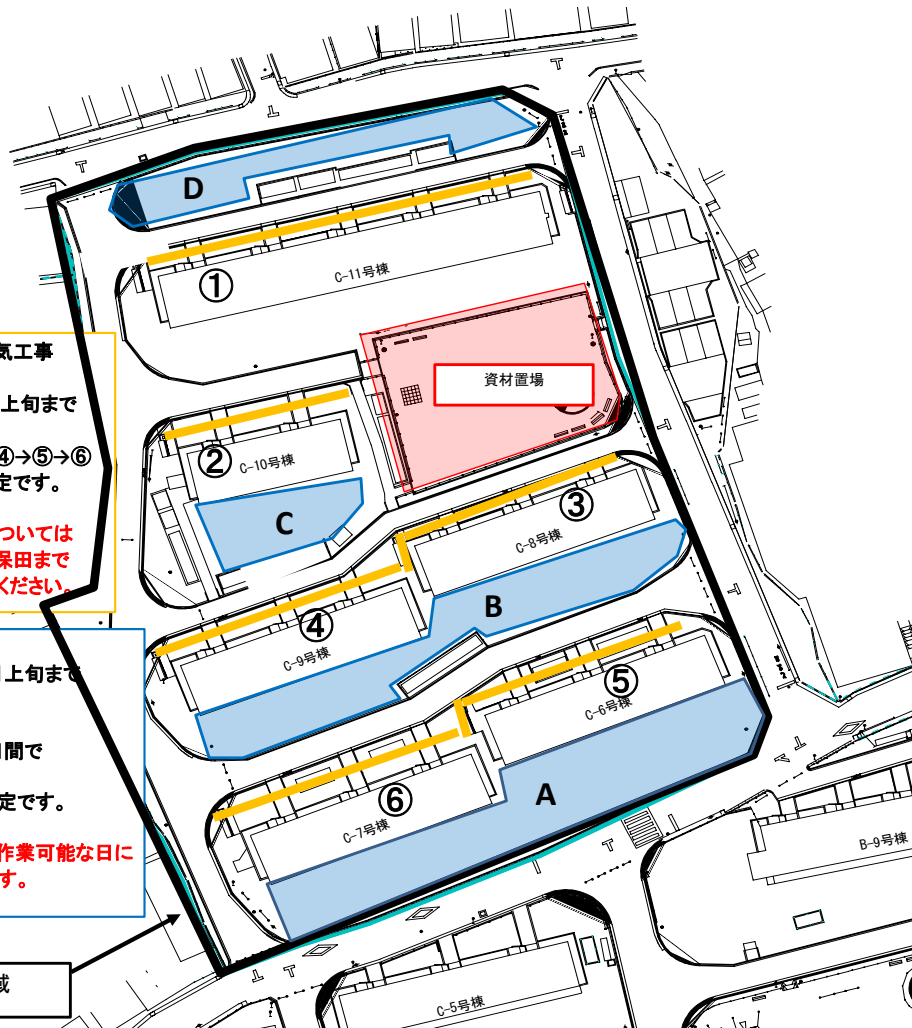 D
①
C-11号棟
気工事
上旬まで
資材置場
④→⑤→⑥
定です。
②
C-10号棟
ついては
保田まで
ください。
C
③
C-8号棟
B
④
C-9号棟
上旬まで
⑤
C-6号棟
間で
定です。
A
⑥
C-7号棟
作業可能な日に
す。
B-9号棟
域
C-5号棟